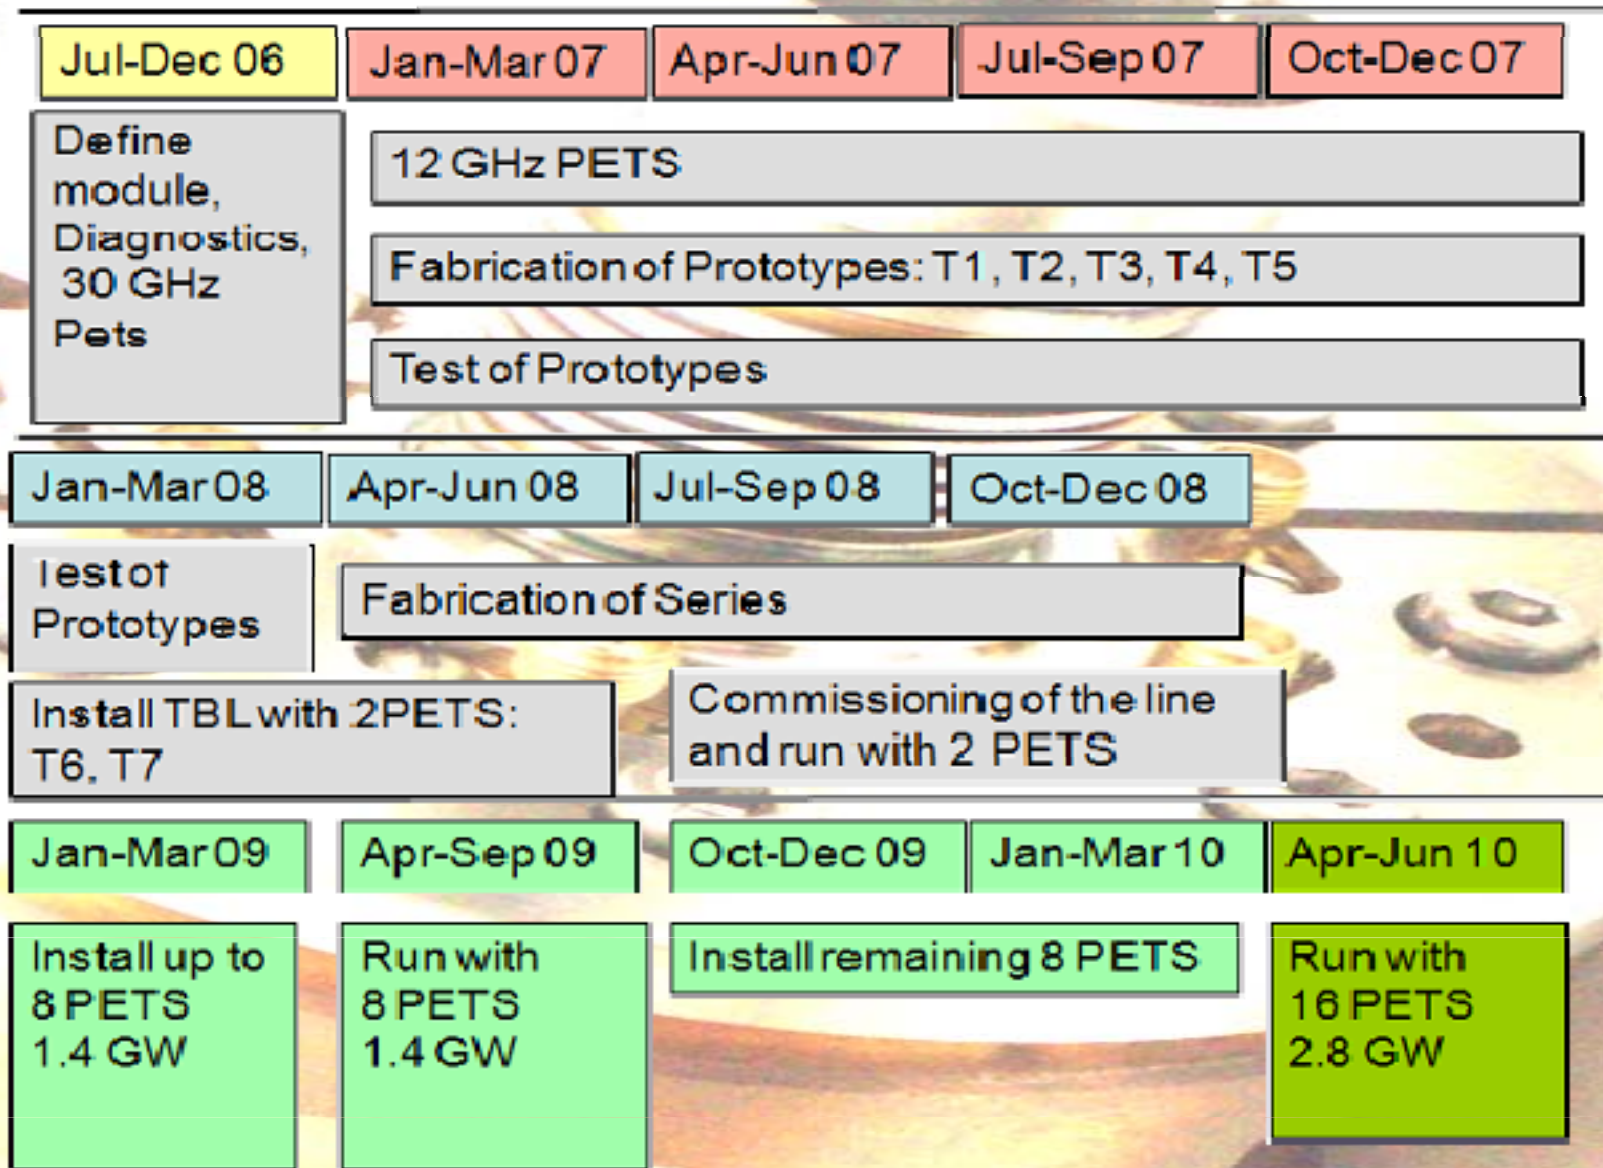 Jul-Dec 06
Jan-Mar 07
Apr-Jun 07
Jul-Sep 07
Oct-Dec 07
Define
module,
Diagnostics,
30 GHz
Pets
12 GHz PETS
Fabrication of Prototypes: T1, T2, T3, T4, T5
Test of Prototypes
Jan-Mar 08
Apr-Jun 08
Jul-Sep 08
Oct-Dec 08
Test of
Prototypes
Fabrication of Series
Install TBL with 2PETS:
T6, T7
Commissioning of the line
and run with 2 PETS
Jan-Mar 09
Apr-Sep 09
Oct-Dec 09
Jan-Mar 10
Apr-Jun 10
Install up to
8 PETS
1.4 GW
Run with
8 PETS
1.4 GW
Install remaining 8 PETS
Run with
16 PETS
2.8 GW